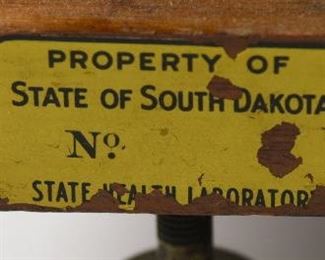 PROPERTY OF
STATE OF SOUTH DAKOTA
No.
STATE HEALTH LABORATOR